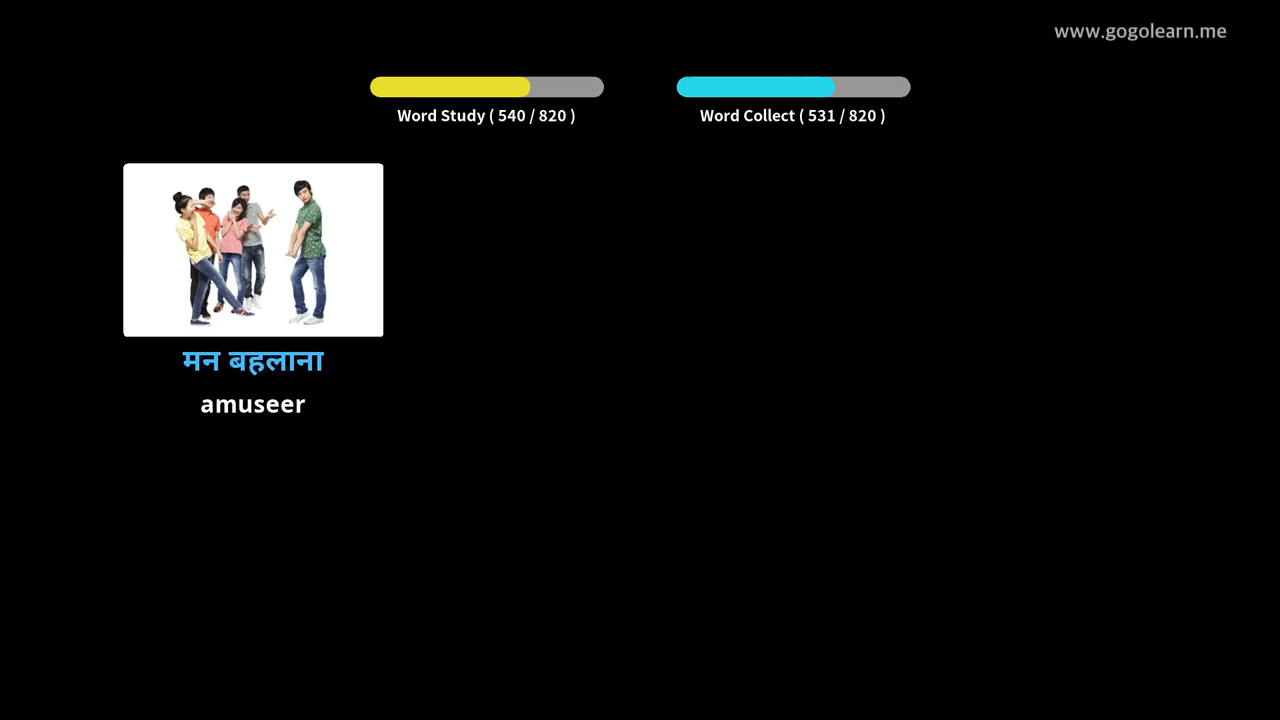 www.gogolearn.me
Word Study ( 540 / 820 )
Word Collect ( 531 / 820 )
मन बहलाना
amuseer